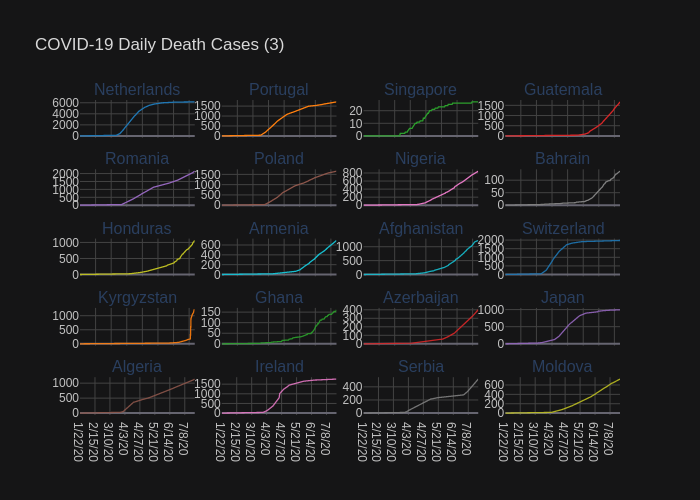 COVID-19 Daily Death Cases (3)
Netherlands Portugal Singapore Guatemala
6000 4000 2000 0
1500 1000 500 0
20 10 0
1500 1000 500 0
Romania Poland Nigeria Bahrain
2000 1500 1000 500 0
1500 1000 500 0
800 600 400 200 0
100 50 0
Honduras Armenia Afghanistan Switzerland
1000 500 0
600 400 200 0
1000 500 0
2000 1500 1000 500 0
Kyrgyzstan Ghana Azerbaijan Japan
1000 500 0
150 100 50 0
400 300 200 100 0
1000 500 0
Algeria Ireland Serbia Moldova
1000 500 0
1500 1000 500 0
400 200 0
600 400 200 0
1/22/20 2/15/20 3/10/20 4/3/20 4/27/20 5/21/20 6/14/20 7/8/20
1/22/20 2/15/20 3/10/20 4/3/20 4/27/20 5/21/20 6/14/20 7/8/20
1/22/20 2/15/20 3/10/20 4/3/20 4/27/20 5/21/20 6/14/20 7/8/20
1/22/20 2/15/20 3/10/20 4/3/20 4/27/20 5/21/20 6/14/20 7/8/20